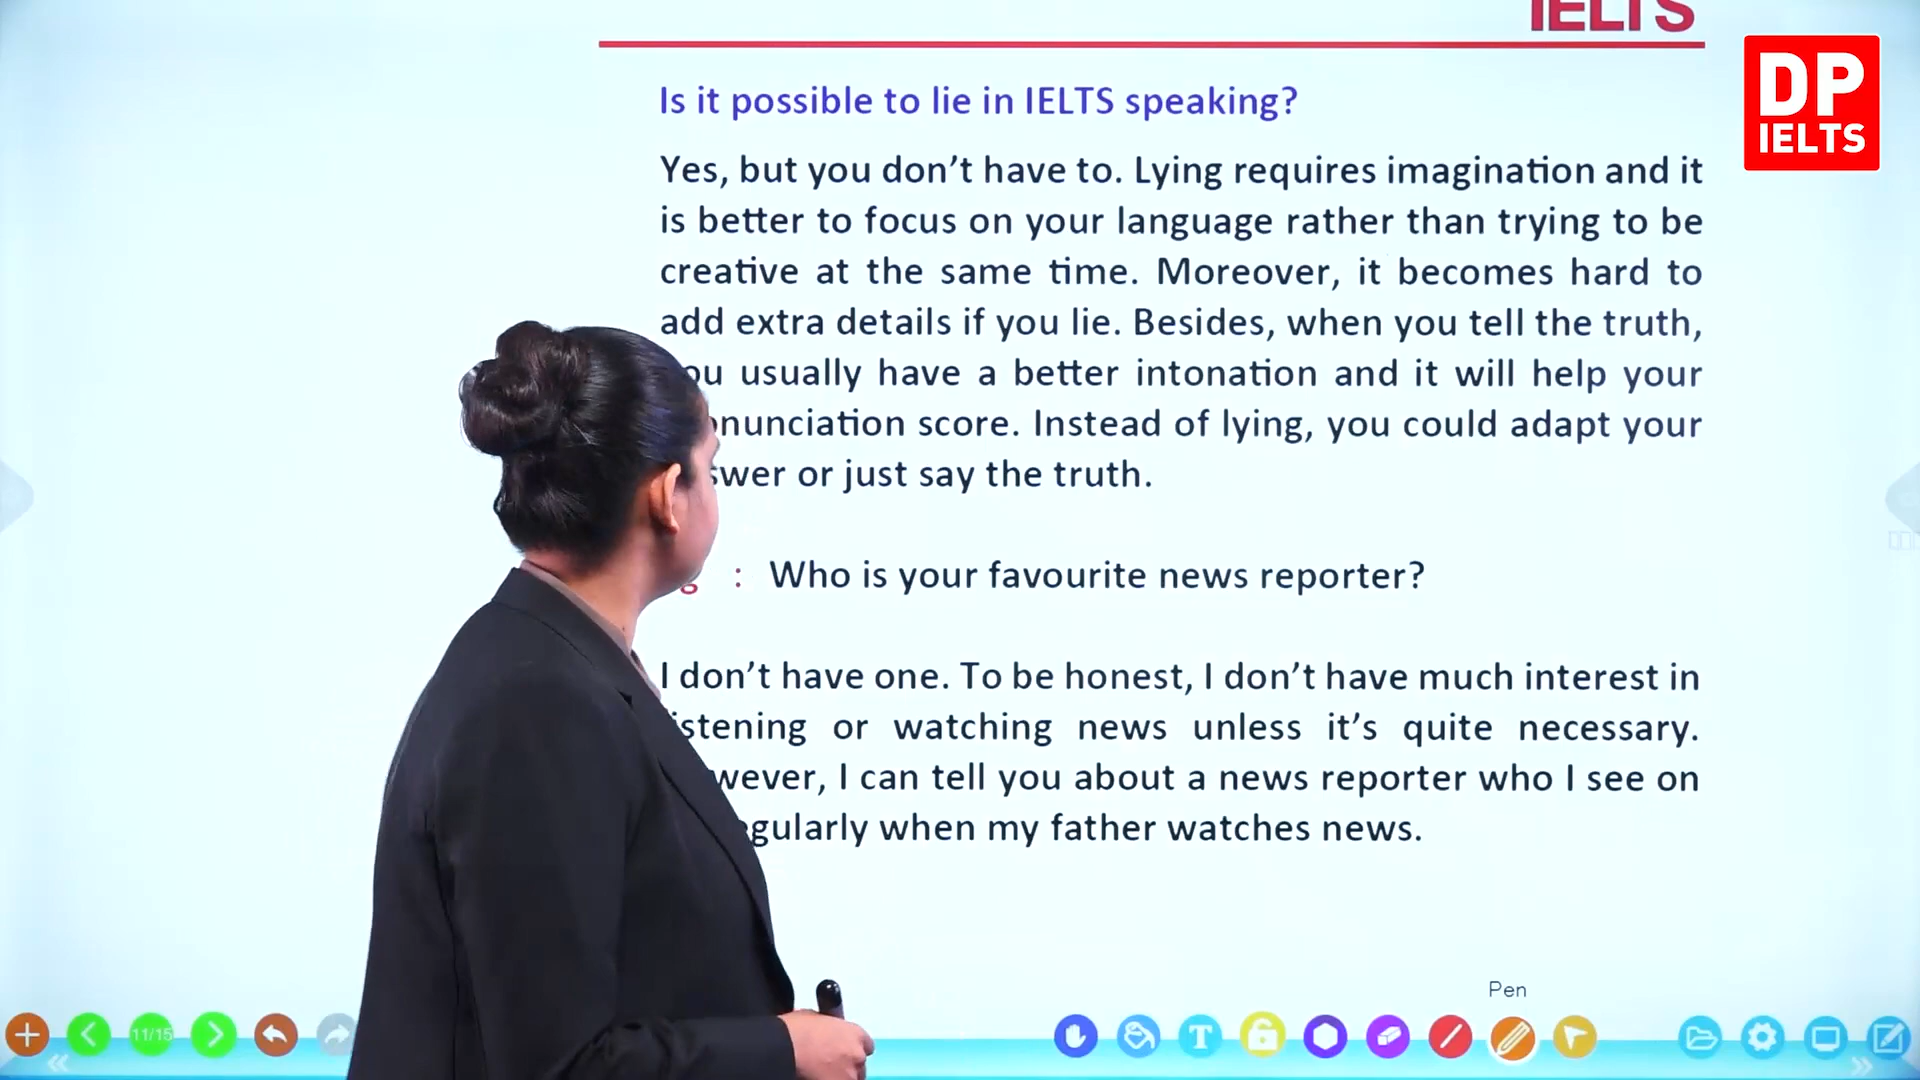 IELTS
DP
IELTS
Is it possible to lie in IELTS speaking?
Yes, but you don't have to. Lying requires imagination and it
is better to focus on your language rather than trying to be
creative at the same time. Moreover, it becomes hard to
add extra details if you lie. Besides, when you tell the truth,
usually have a better intonation and it will help your
score. Instead of lying, you could adapt your
or just say the truth.
: Who is your favourite news reporter?
I don't have one. To be honest, I don't have much interest in
or watching news unless it's quite necessary.
I can tell you about a news reporter who I see on
when my father watches news.
Pen
11/15
T